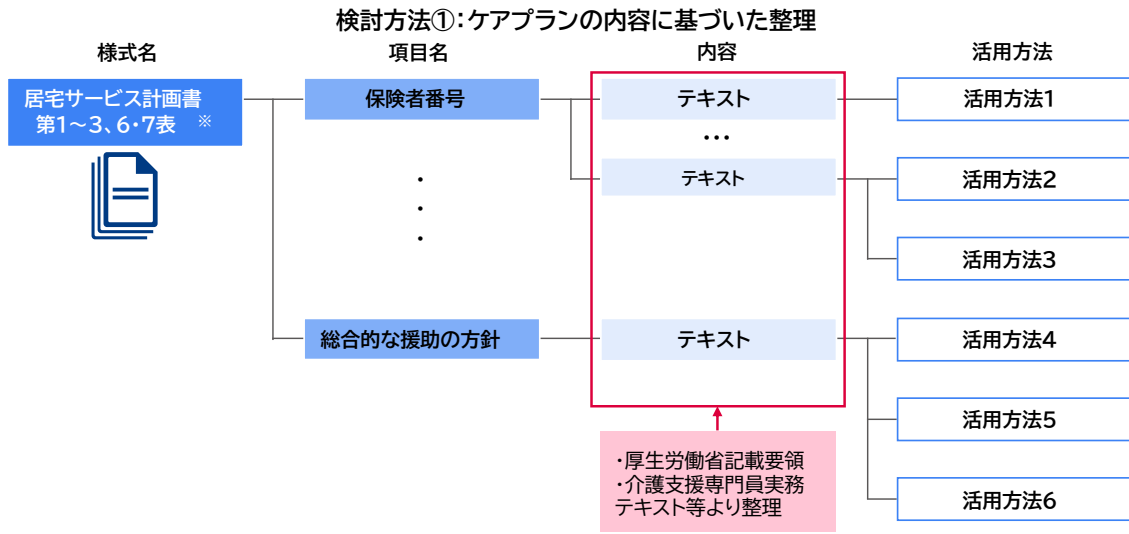 検討方法①:ケアプランの内容に基づいた整理
様式名
項目名
内容
活用方法
居宅サービス計画書
第1~3、6・7表 ※
保険者番号
テキスト
活用方法1
・・・
テキスト
活用方法2
・
・
・
活用方法3
総合的な援助の方針
テキスト
活用方法4
活用方法5
・厚生労働省記載要領
・介護支援専門員実務
テキスト等より整理
活用方法6